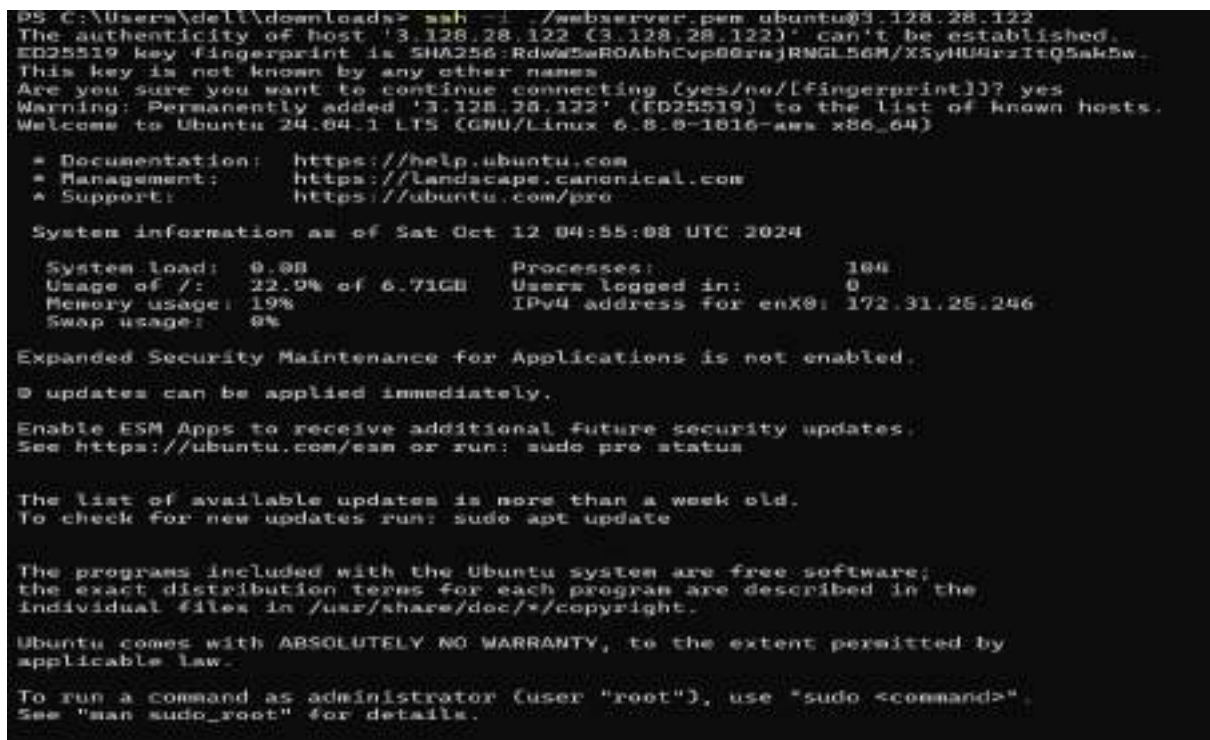 PS C:\Users\dell\downloads> ssh -i ./webserver.pem ubuntu@3.128.28.122
The authenticity of host '3.128.28.122 (3.128.28.122)' can't be established.
ED25519 key fingerprint is
This key is not known by any other names
Are you sure you want to continue connecting (yes/no/[fingerprint])? yes
Warning: Permanently added '3.128.28.122' (ED25519) to the list of known hosts.
Welcome to Ubuntu 24.04.1 LTS (GNU/Linux 6.8.0-1016-aws x86_64)
* Documentation: https://help.ubuntu.com
* Management: https://landscape.canonical.com
* Support: https://ubuntu.com/pro
System information as of Sat Oct 12 04:55:08 UTC 2024
System load: Processes: 104
Usage of /: 22.9% of 6.71GB Users logged in: 0
Memory usage: 19% IPv4 address for enX0:
Swap usage: 0%
Expanded Security Maintenance for Applications is not enabled.
0 updates can be applied immediately.
Enable ESM Apps to receive additional future security updates.
See https://ubuntu.com/esm or run: sudo pro status
The list of available updates is more than a week old.
To check for new updates run: sudo apt update
The programs included with the Ubuntu system are free software;
the exact distribution terms for each program are described in the
individual files in /usr/share/doc/*/copyright.
Ubuntu comes with ABSOLUTELY NO WARRANTY, to the extent permitted by
applicable law.
To run a command as administrator (user "root"), use "sudo <command>".
See "man sudo_root" for details.